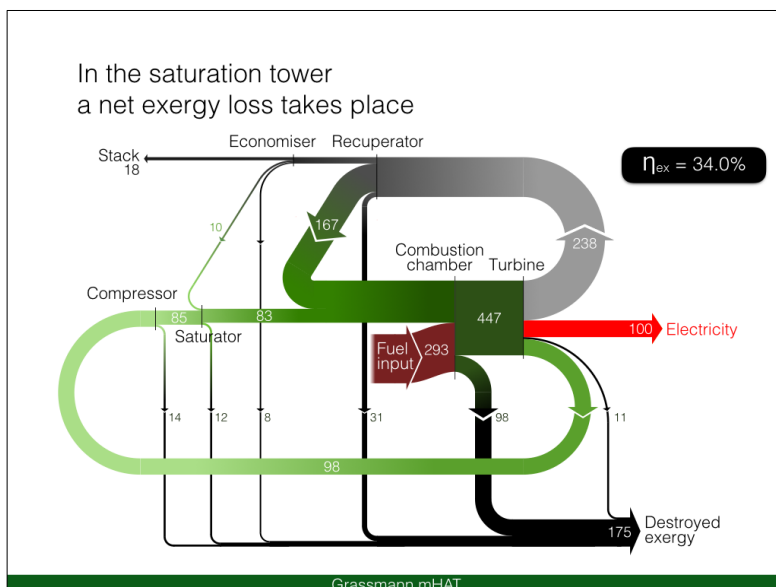 In the saturation tower
a net exergy loss takes place
Economiser
Recuperator
Stack
18
ηex = 34.0%
10
167
Combustion
chamber
Turbine
238
Compressor
85
Saturator
83
447
100
Electricity
Fuel
input
293
14
12
8
31
98
11
98
175
Destroyed
exergy
Grassmann mHAT